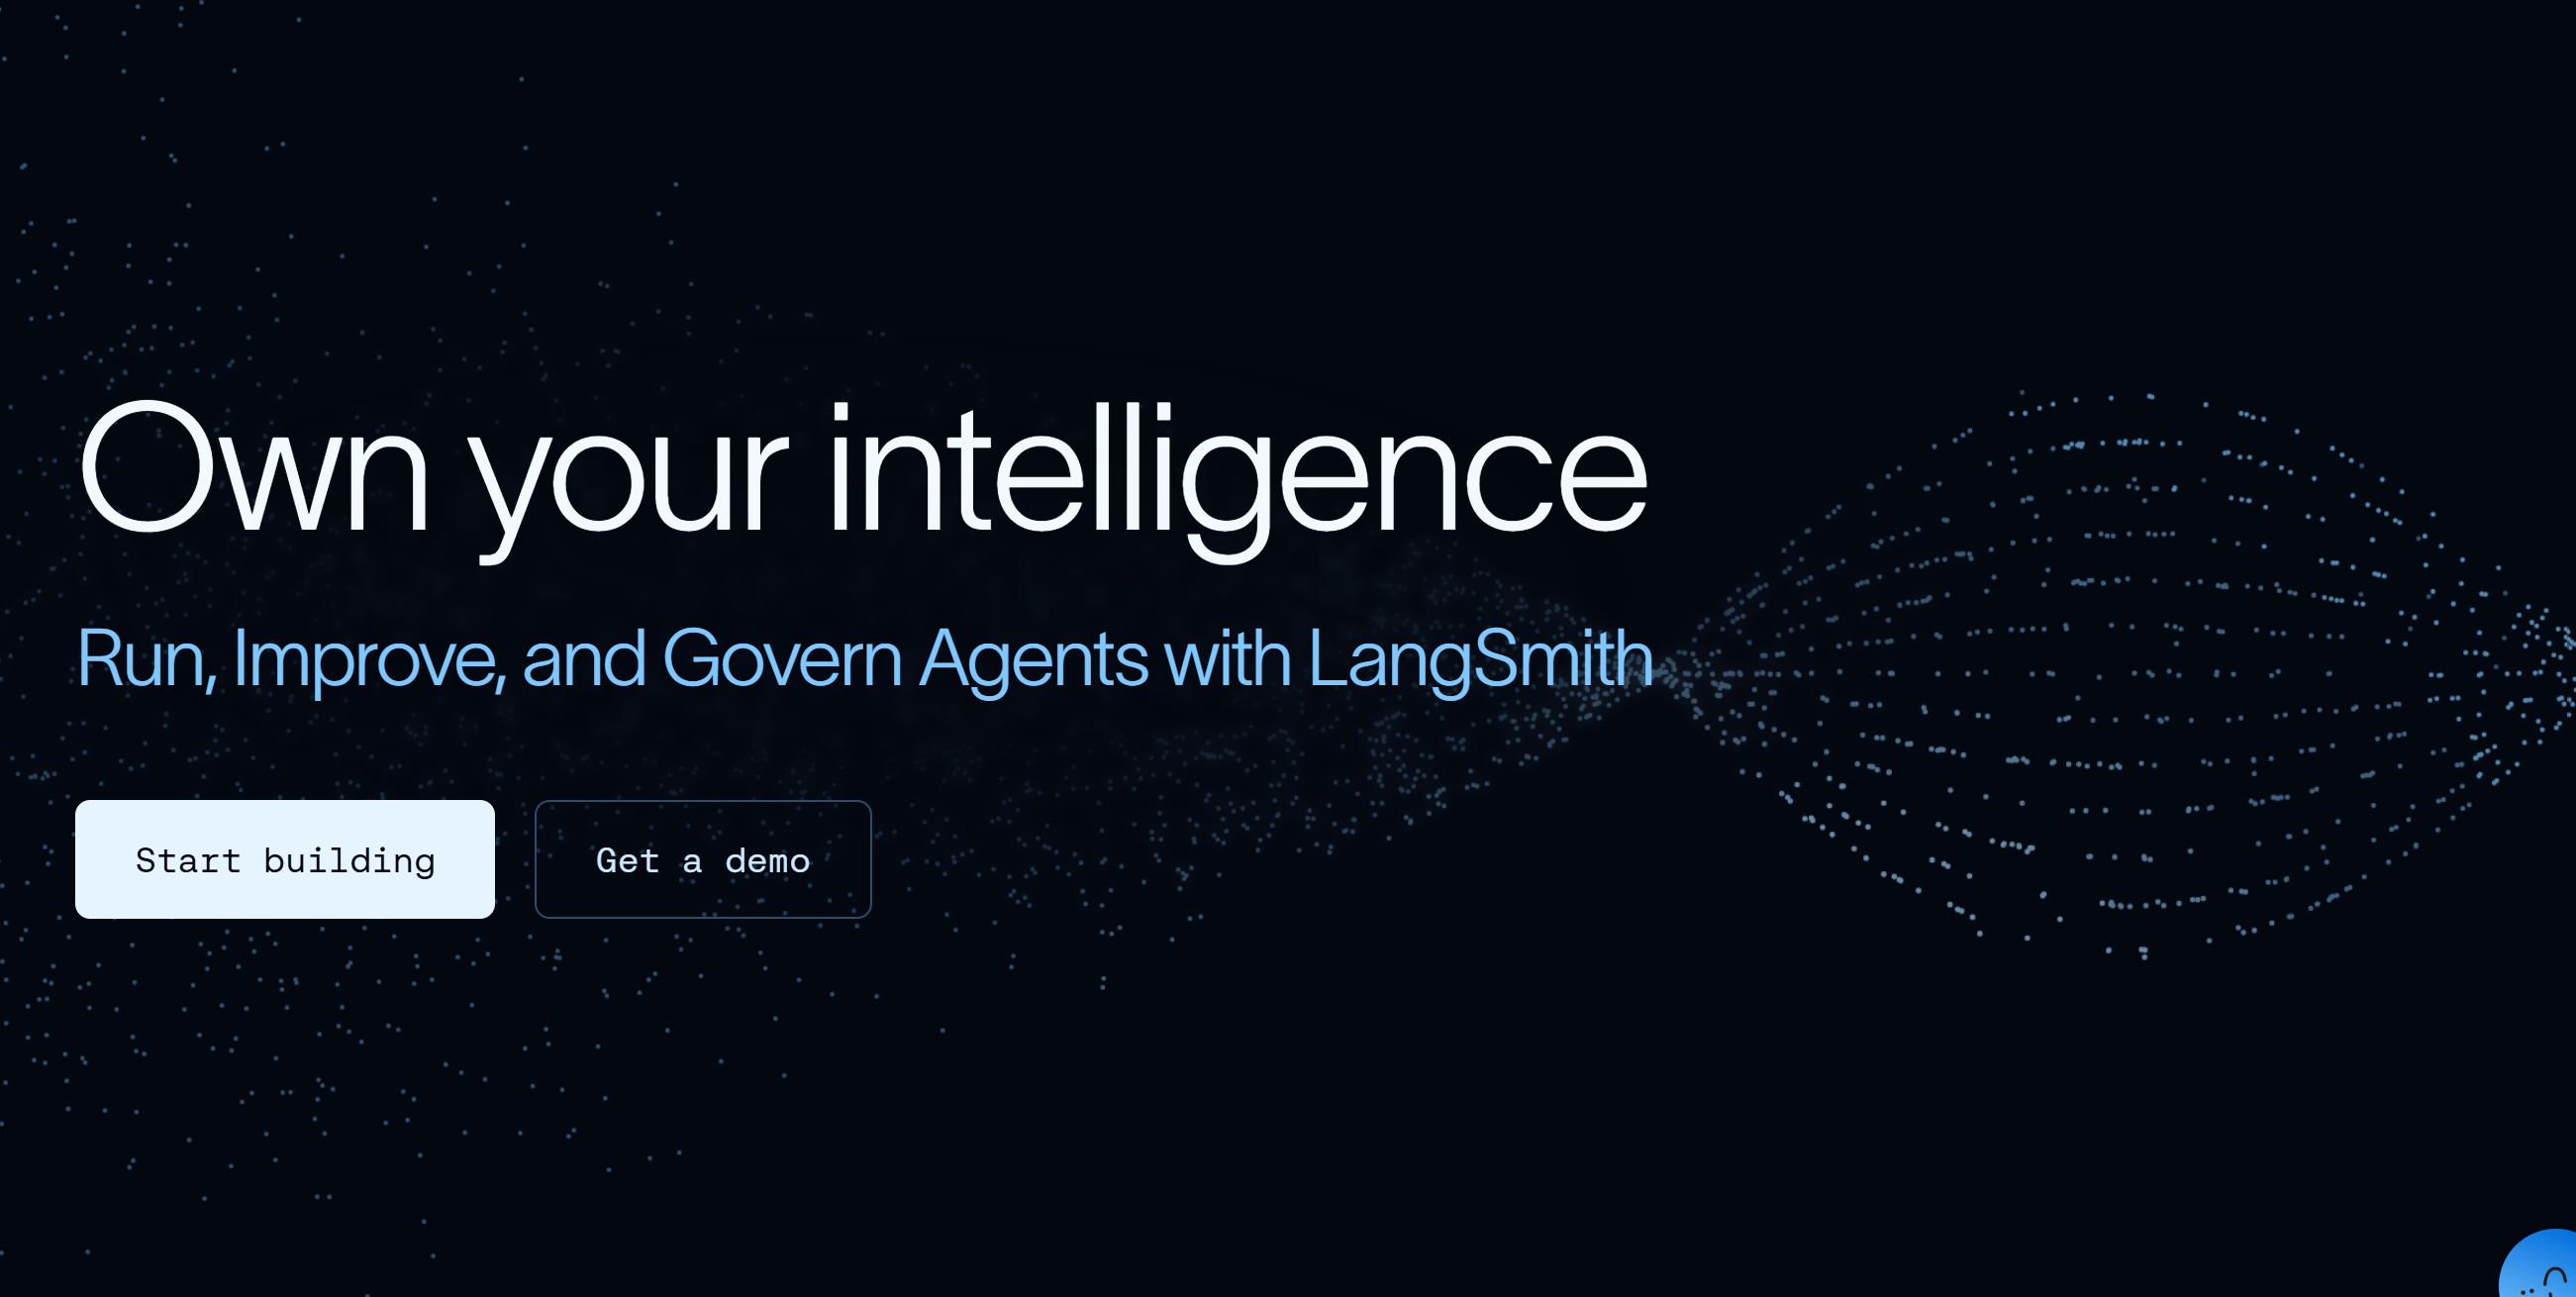 Own your intelligence
Run, Improve, and Govern Agents with LangSmith
Start building
Get a demo